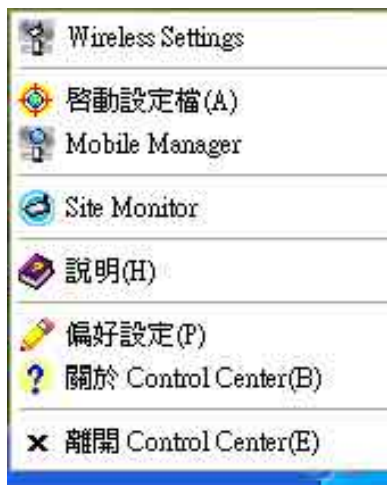 Wireless Settings
啓動設定檔(A)
Mobile Manager
Site Monitor
說明(H)
偏好設定(P)
關於 Control Center(B)
離開 Control Center(E)